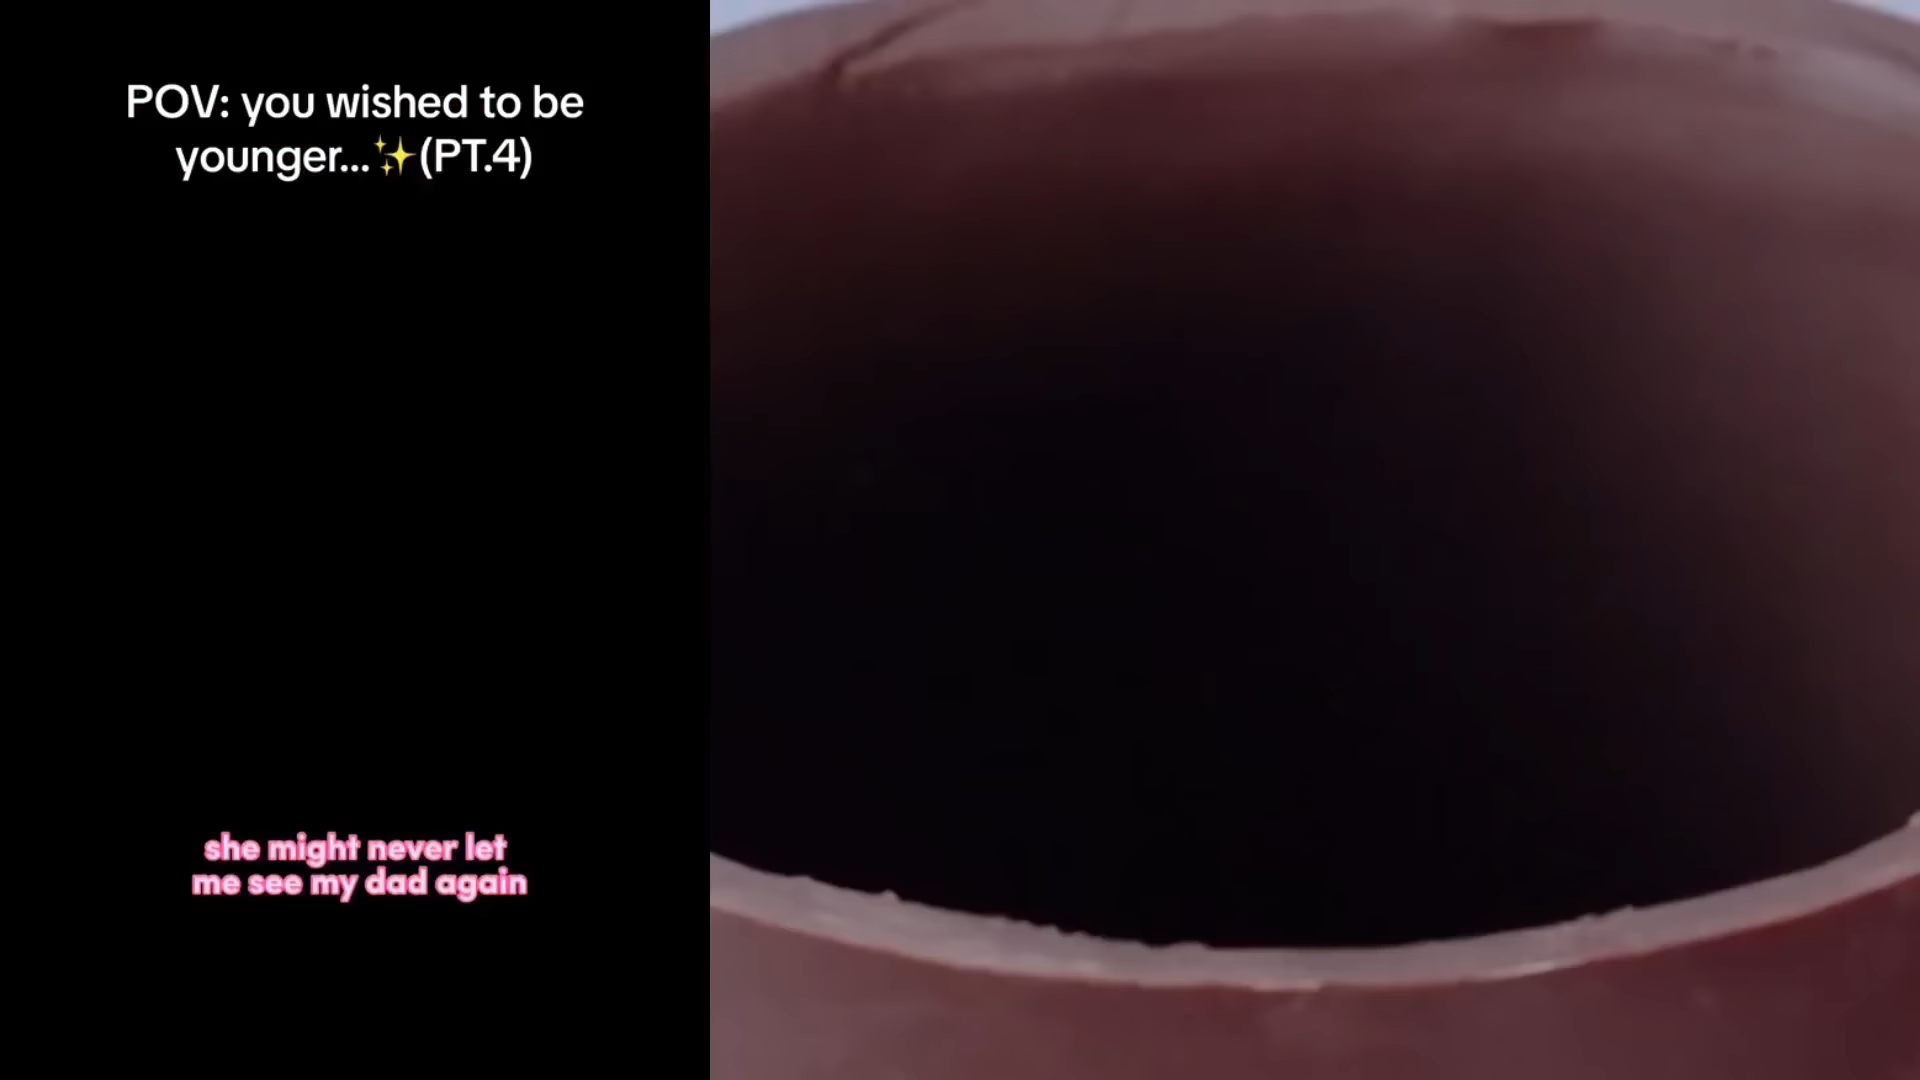 POV: you wished to be
younger...✨(PT.4)
she might never let
me see my dad again